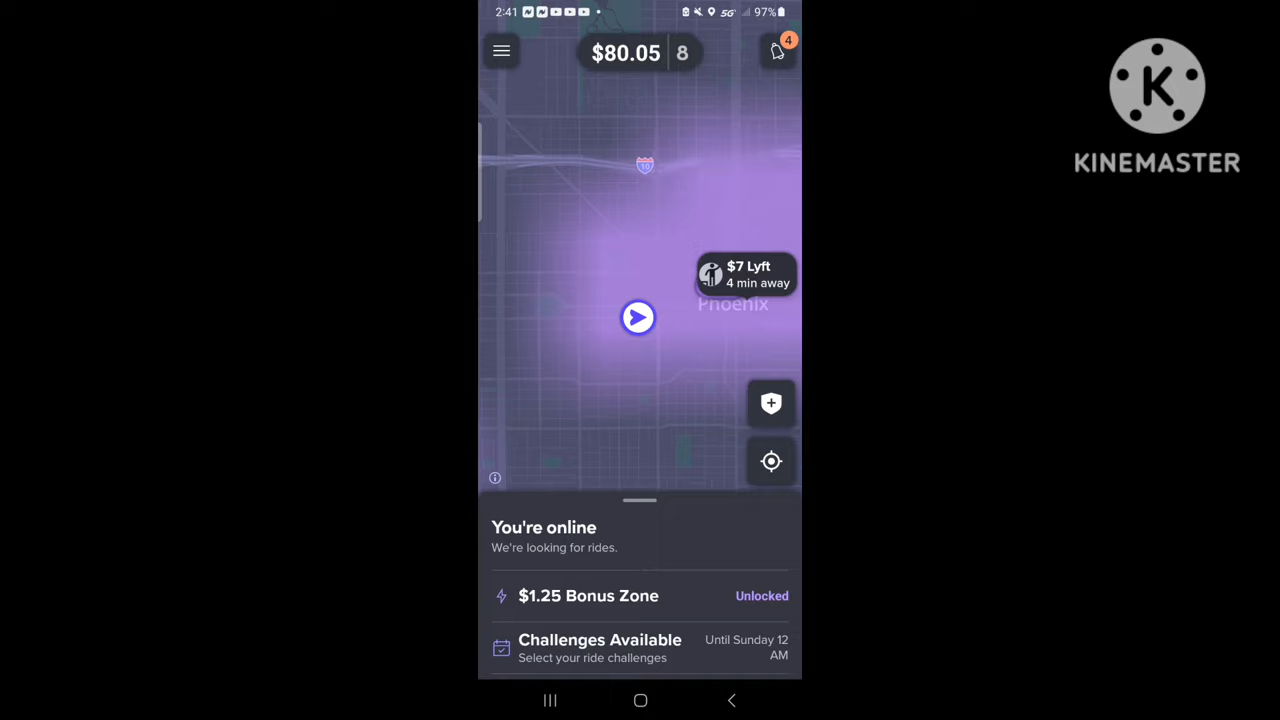 2:41
5G
97%
$80.05
8
4
K
KINEMASTER
10
$7 Lyft
4 min away
Phoenix
You're online
We're looking for rides.
$1.25 Bonus Zone
Unlocked
Challenges Available
Select your ride challenges
Until Sunday 12
AM